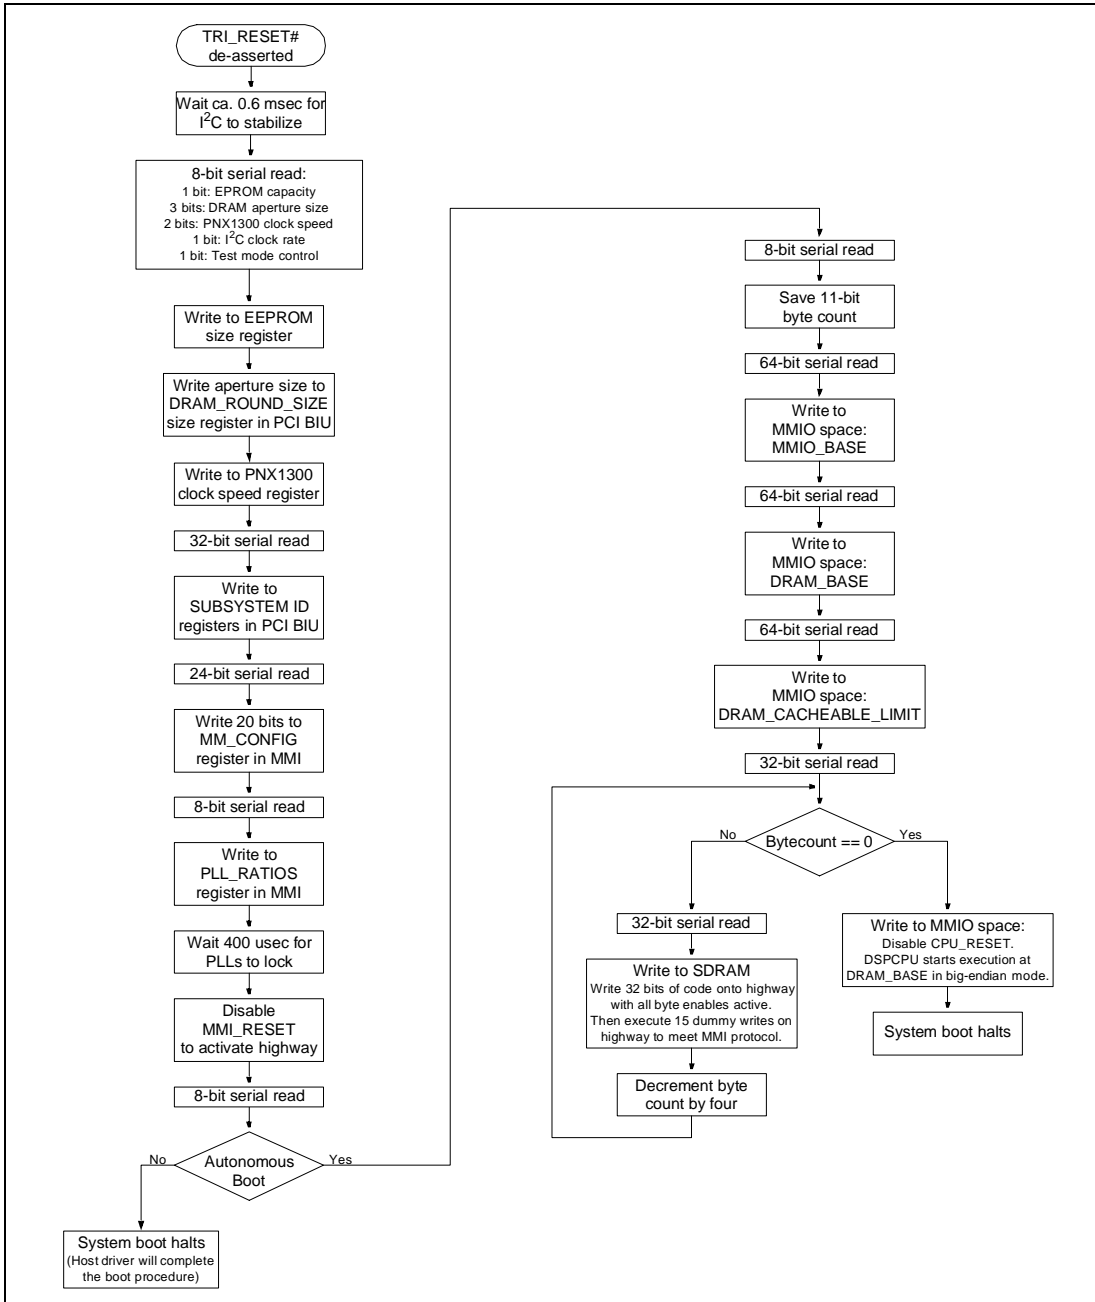 TRI_RESET#
de-asserted
Wait ca. 0.6 msec for
I²C to stabilize
8-bit serial read:
1 bit: EPROM capacity
3 bits: DRAM aperture size
2 bits: PNX1300 clock speed
1 bit: I²C clock rate
1 bit: Test mode control
Write to EEPROM
size register
Write aperture size to
DRAM_ROUND_SIZE
size register in PCI BIU
Write to PNX1300
clock speed register
32-bit serial read
Write to
SUBSYSTEM ID
registers in PCI BIU
24-bit serial read
Write 20 bits to
MM_CONFIG
register in MMI
8-bit serial read
Write to
PLL_RATIOS
register in MMI
Wait 400 usec for
PLLs to lock
Disable
MMI_RESET
to activate highway
8-bit serial read
No
Autonomous
Boot
Yes
System boot halts
(Host driver will complete
the boot procedure)
8-bit serial read
Save 11-bit
byte count
64-bit serial read
Write to
MMIO space:
MMIO_BASE
64-bit serial read
Write to
MMIO space:
DRAM_BASE
64-bit serial read
Write to
MMIO space:
DRAM_CACHEABLE_LIMIT
32-bit serial read
No
Bytecount == 0
Yes
32-bit serial read
Write to SDRAM
Write 32 bits of code onto highway
with all byte enables active.
Then execute 15 dummy writes on
highway to meet MMI protocol.
Decrement byte
count by four
Write to MMIO space:
Disable CPU_RESET.
DSPCPU starts execution at
DRAM_BASE in big-endian mode.
System boot halts